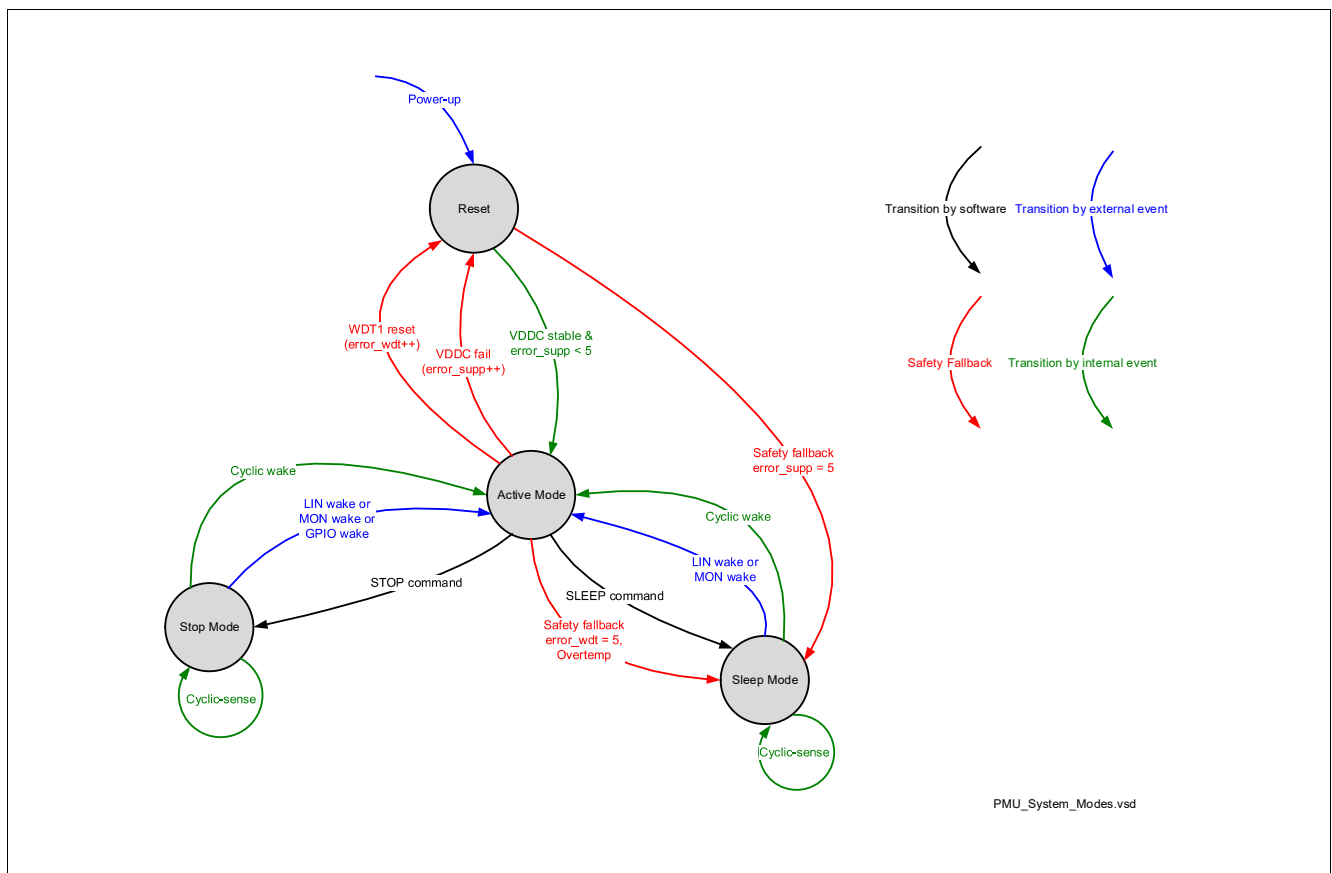 Power-up
Reset
Transition by software
Transition by external event
WDT1 reset
(error_wdt++)
VDDC fail
(error_supp++)
VDDC stable &
error_supp < 5
Safety Fallback
Transition by internal event
Safety fallback
error_supp = 5
Cyclic wake
Active Mode
LIN wake or
MON wake or
GPIO wake
Cyclic wake
LIN wake or
MON wake
STOP command
SLEEP command
Stop Mode
Safety fallback
error_wdt = 5,
Overtemp
Sleep Mode
Cyclic-sense
Cyclic-sense
PMU_System_Modes.vsd